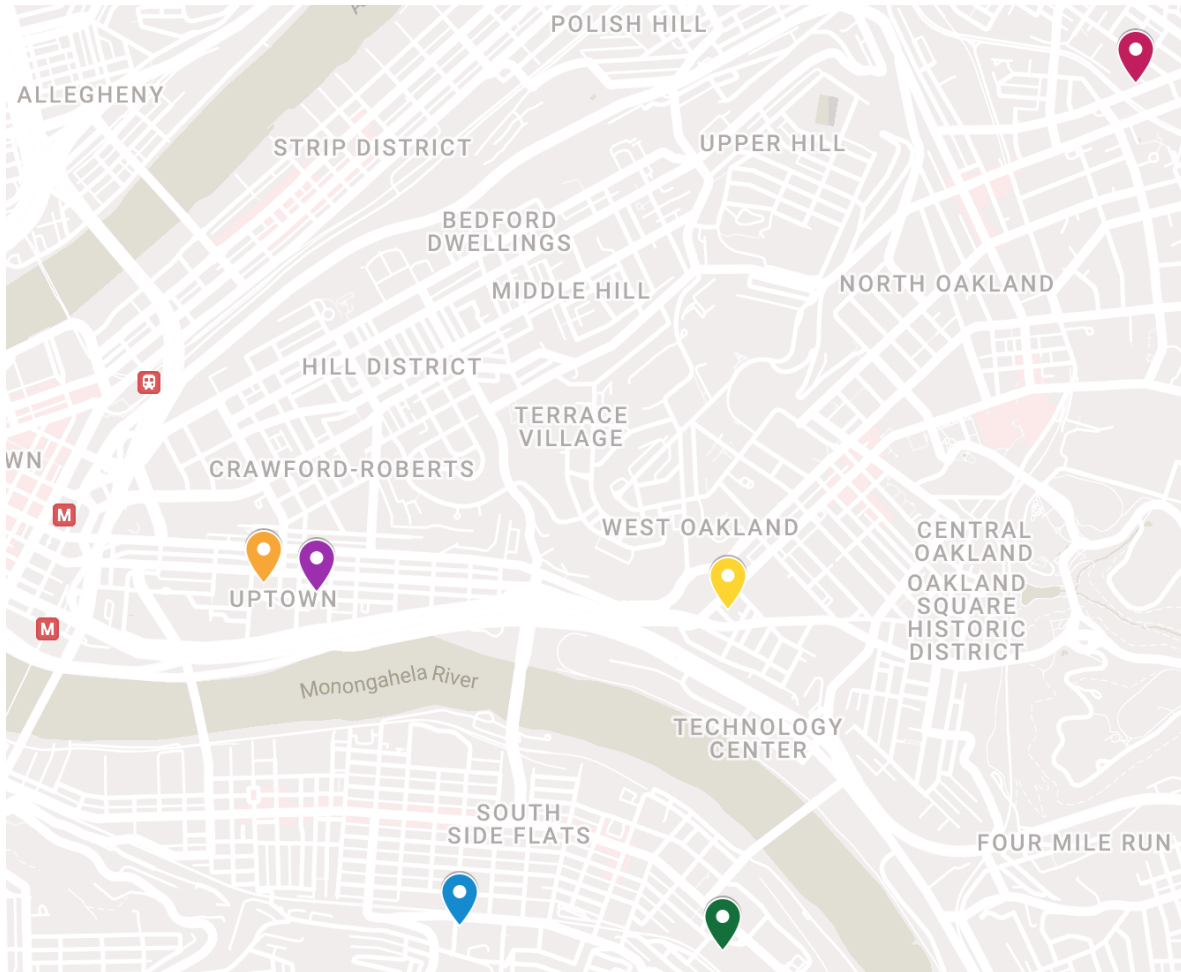 POLISH HILL
ALLEGHENY
STRIP DISTRICT
UPPER HILL
BEDFORD
DWELLINGS
MIDDLE HILL
NORTH OAKLAND
HILL DISTRICT
TERRACE
VILLAGE
WN
CRAWFORD-ROBERTS
M
WEST OAKLAND
CENTRAL
OAKLAND
OAKLAND
SQUARE
HISTORIC
DISTRICT
UPTOWN
M
Monongahela River
TECHNOLOGY
CENTER
SOUTH
SIDE FLATS
FOUR MILE RUN